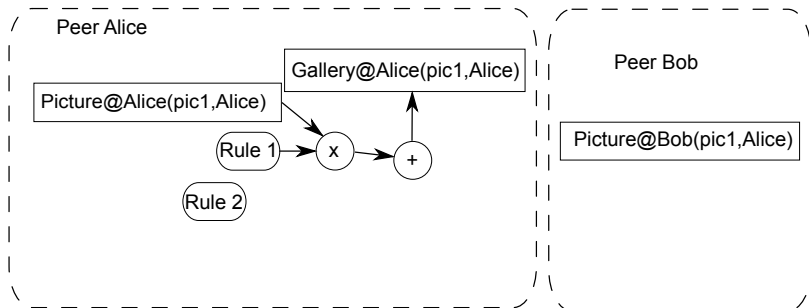 Peer Alice
Gallery@Alice(pic1,Alice)
Peer Bob
Picture@Alice(pic1,Alice)
Picture@Bob(pic1,Alice)
Rule 1
x
+
Rule 2